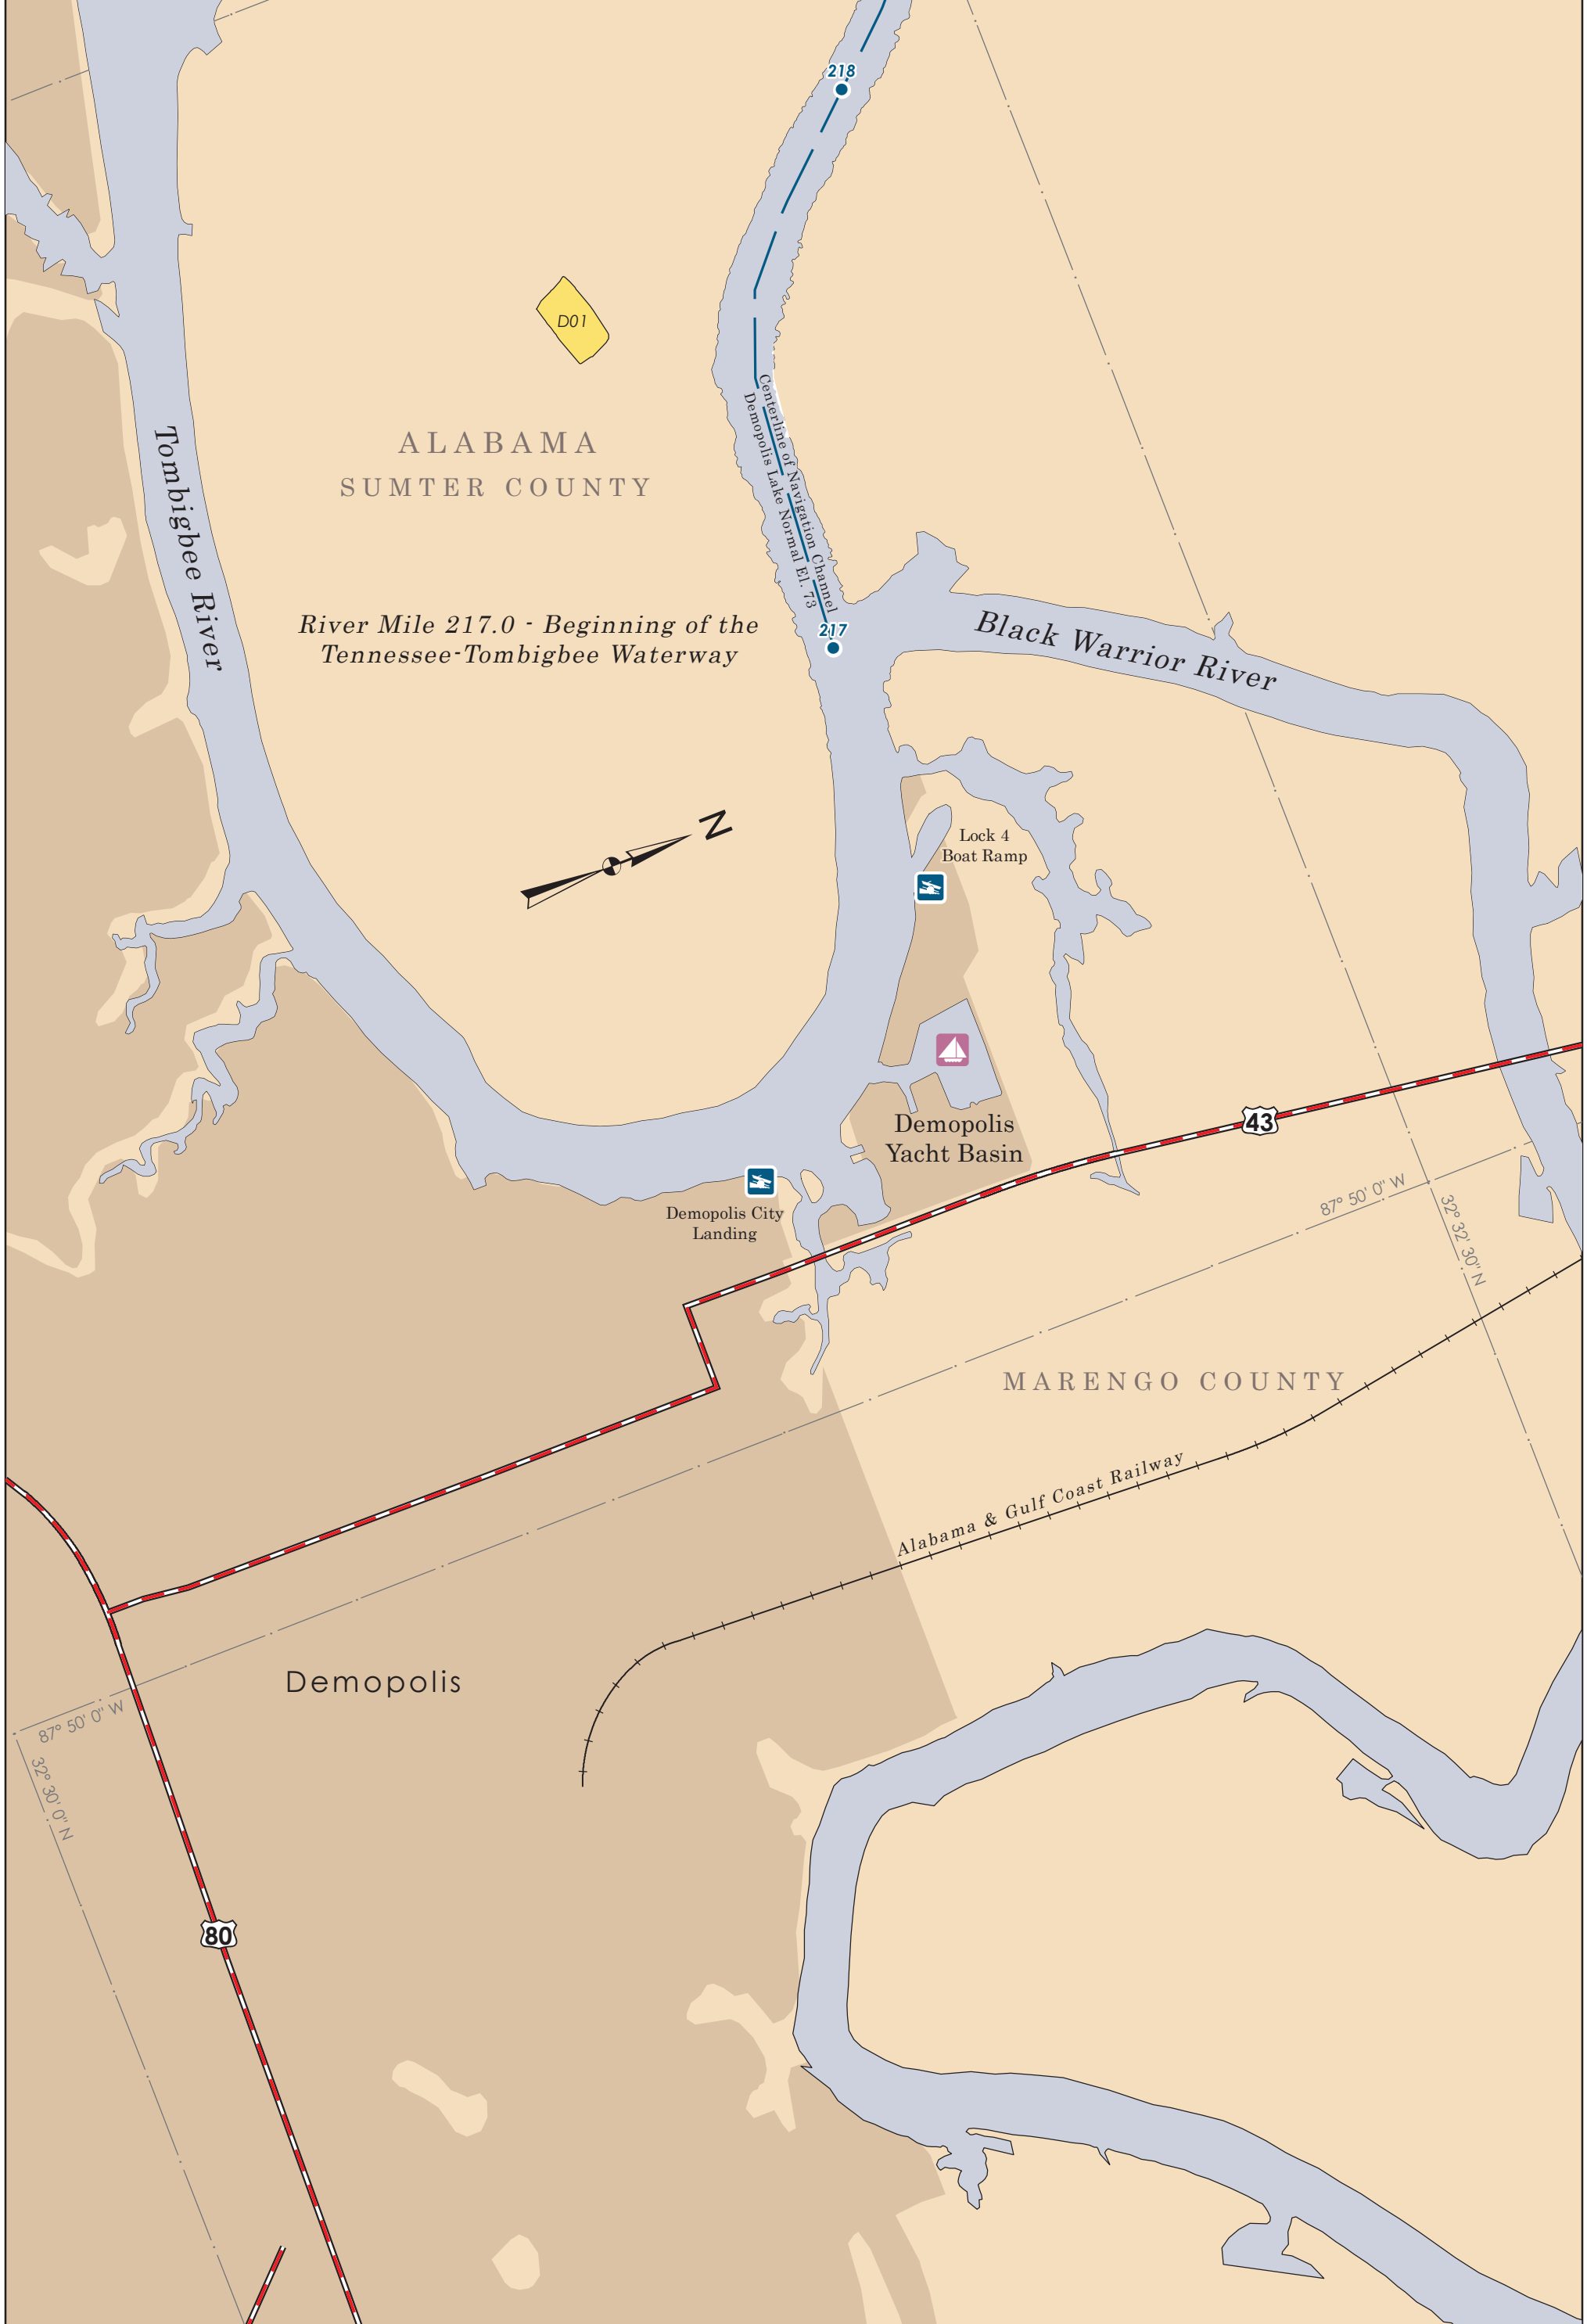 218
D01
ALABAMA
SUMTER COUNTY
Tombigbee River
Centerline of Navigation Channel
Demopolis Lake Normal El. 73
River Mile 217.0 - Beginning of the
Tennessee-Tombigbee Waterway
217
Black Warrior River
N
Lock 4
Boat Ramp
Demopolis
Yacht Basin
43
Demopolis City
Landing
87° 50' 0" W
32° 32' 30" N
MARENGO COUNTY
Alabama & Gulf Coast Railway
Demopolis
87° 50' 0" W
32° 30' 0" N
80